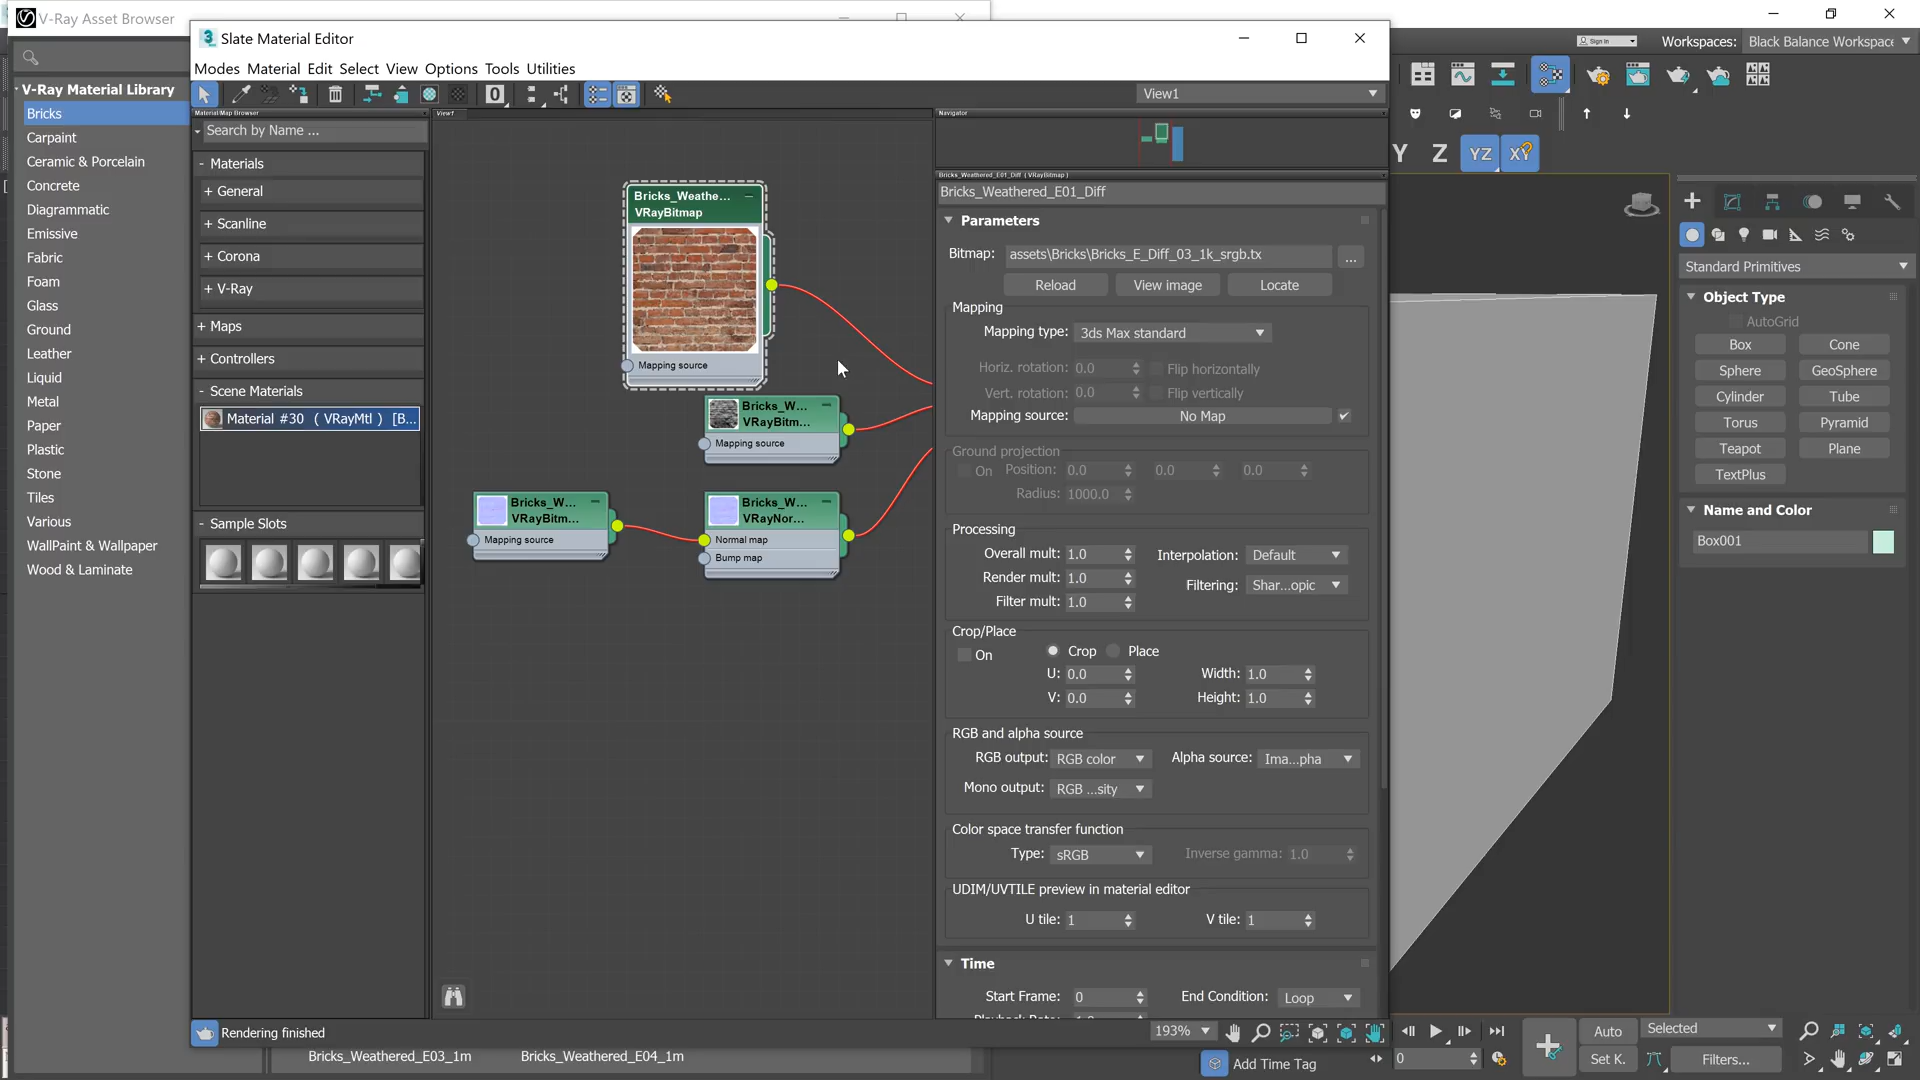 V-Ray Asset Browser
Slate Material Editor
Modes Material Edit Select View Options Tools Utilities
Sign In
Workspaces: Black Balance Workspace
V-Ray Material Library
Bricks
Carpaint
Ceramic & Porcelain
Concrete
Diagrammatic
Emissive
Fabric
Foam
Glass
Ground
Leather
Liquid
Metal
Paper
Plastic
Stone
Tiles
Various
WallPaint & Wallpaper
Wood & Laminate
Material/Map Browser
Search by Name ...
- Materials
+ General
+ Scanline
+ Corona
+ V-Ray
+ Maps
+ Controllers
- Scene Materials
Material #30 ( VRayMtl ) [B...
- Sample Slots
View1
View1
Navigator
Bricks_Weathe...
VRayBitmap
Mapping source
Bricks_W...
VRayBitm...
Mapping source
Bricks_W...
VRayBitm...
Mapping source
Bricks_W...
VRayNor...
Normal map
Bump map
Bricks_Weathered_E01_Diff ( VRayBitmap )
Bricks_Weathered_E01_Diff
Parameters
Bitmap: assets\Bricks\Bricks_E_Diff_03_1k_srgb.tx ...
Reload View image Locate
Mapping
Mapping type: 3ds Max standard
Horiz. rotation: 0.0 Flip horizontally
Vert. rotation: 0.0 Flip vertically
Mapping source: No Map
Ground projection
On Position: 0.0 0.0 0.0
Radius: 1000.0
Processing
Overall mult: 1.0 Interpolation: Default
Render mult: 1.0
Filtering: Shar...opic
Filter mult: 1.0
Crop/Place
On Crop Place
U: 0.0 Width: 1.0
V: 0.0 Height: 1.0
RGB and alpha source
RGB output: RGB color Alpha source: Ima...pha
Mono output: RGB ...sity
Color space transfer function
Type: sRGB Inverse gamma: 1.0
UDIM/UVTILE preview in material editor
U tile: 1 V tile: 1
Time
Start Frame: 0 End Condition: Loop
193%
Rendering finished
Bricks_Weathered_E03_1m Bricks_Weathered_E04_1m
Y Z YZ XY
Standard Primitives
Object Type
AutoGrid
Box Cone
Sphere GeoSphere
Cylinder Tube
Torus Pyramid
Teapot Plane
TextPlus
Name and Color
Box001
Auto Selected
Set K. Filters...
0
Add Time Tag